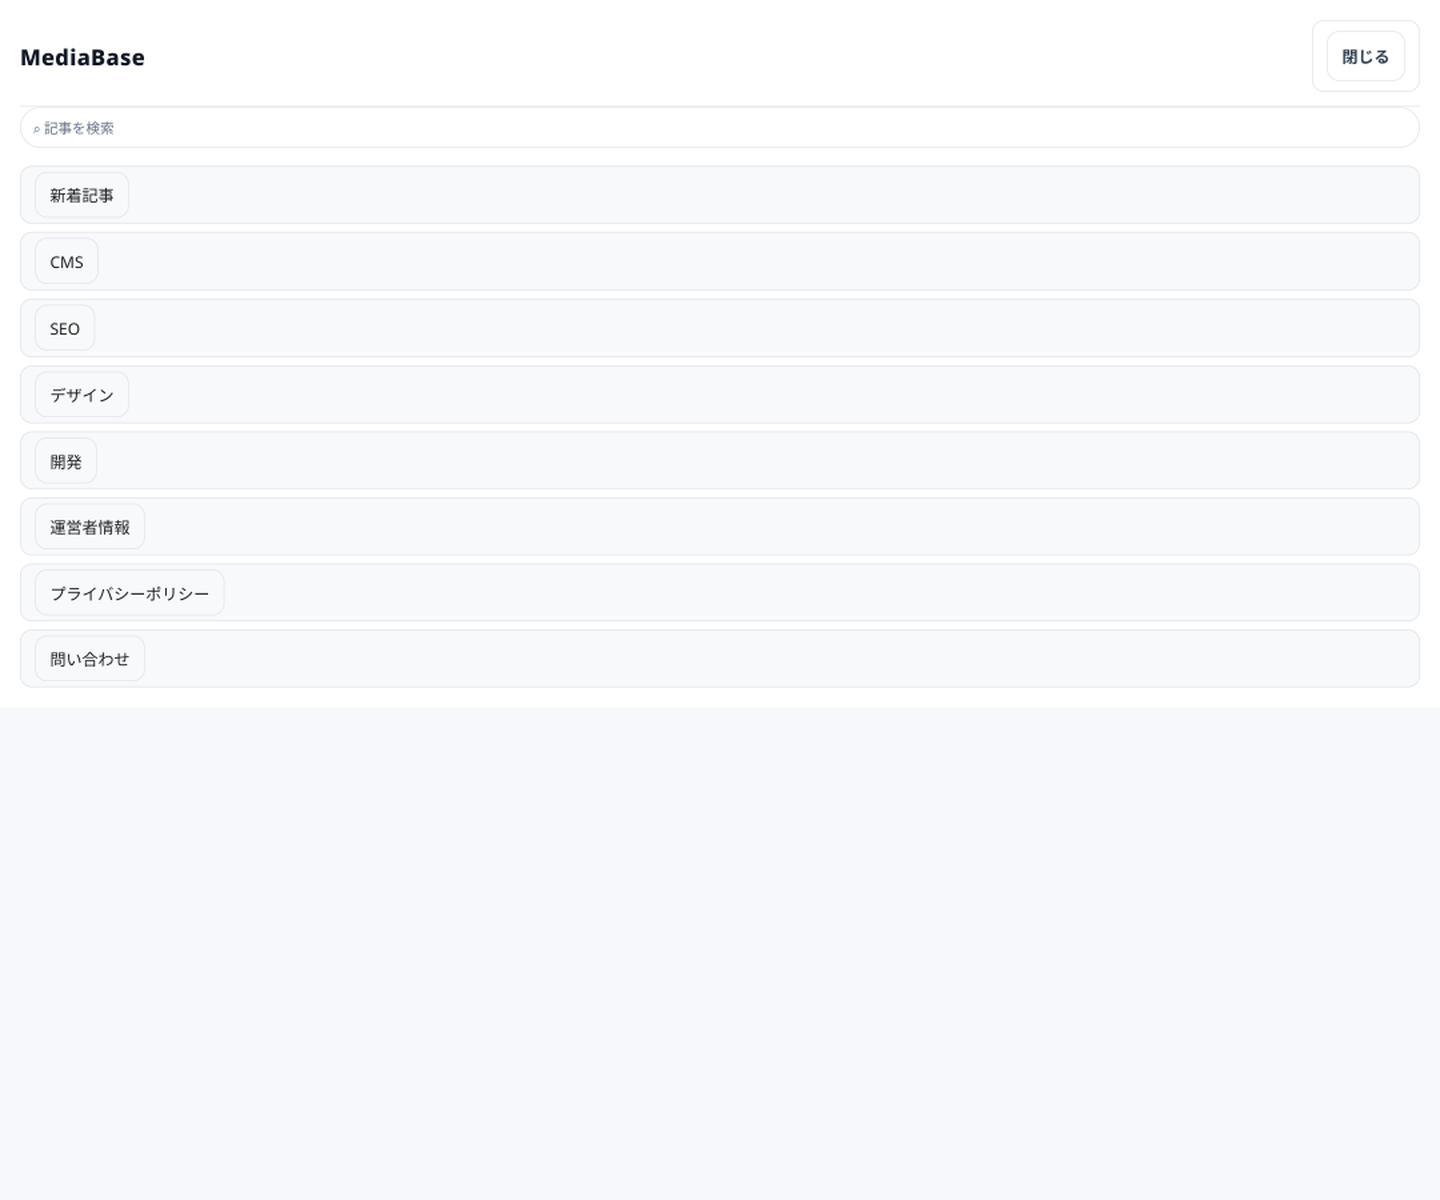 MediaBase
閉じる
⌕ 記事を検索
新着記事
CMS
SEO
デザイン
開発
運営者情報
プライバシーポリシー
問い合わせ